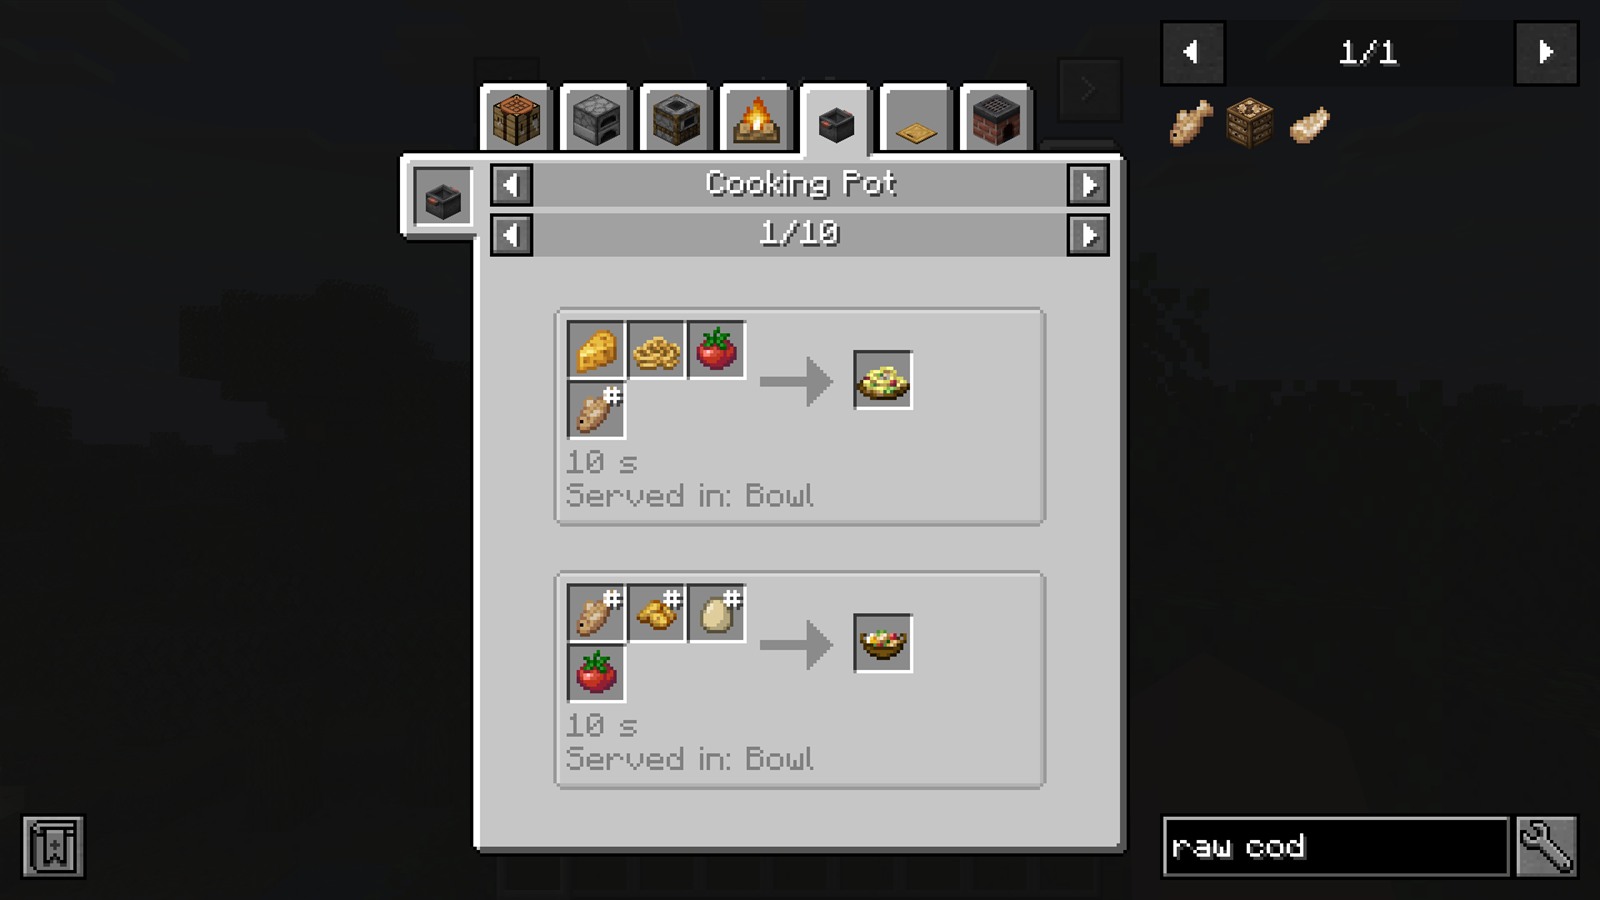 1/1
Cooking Pot
1/10
#
10 s
Served in: Bowl
# # #
10 s
Served in: Bowl
raw cod